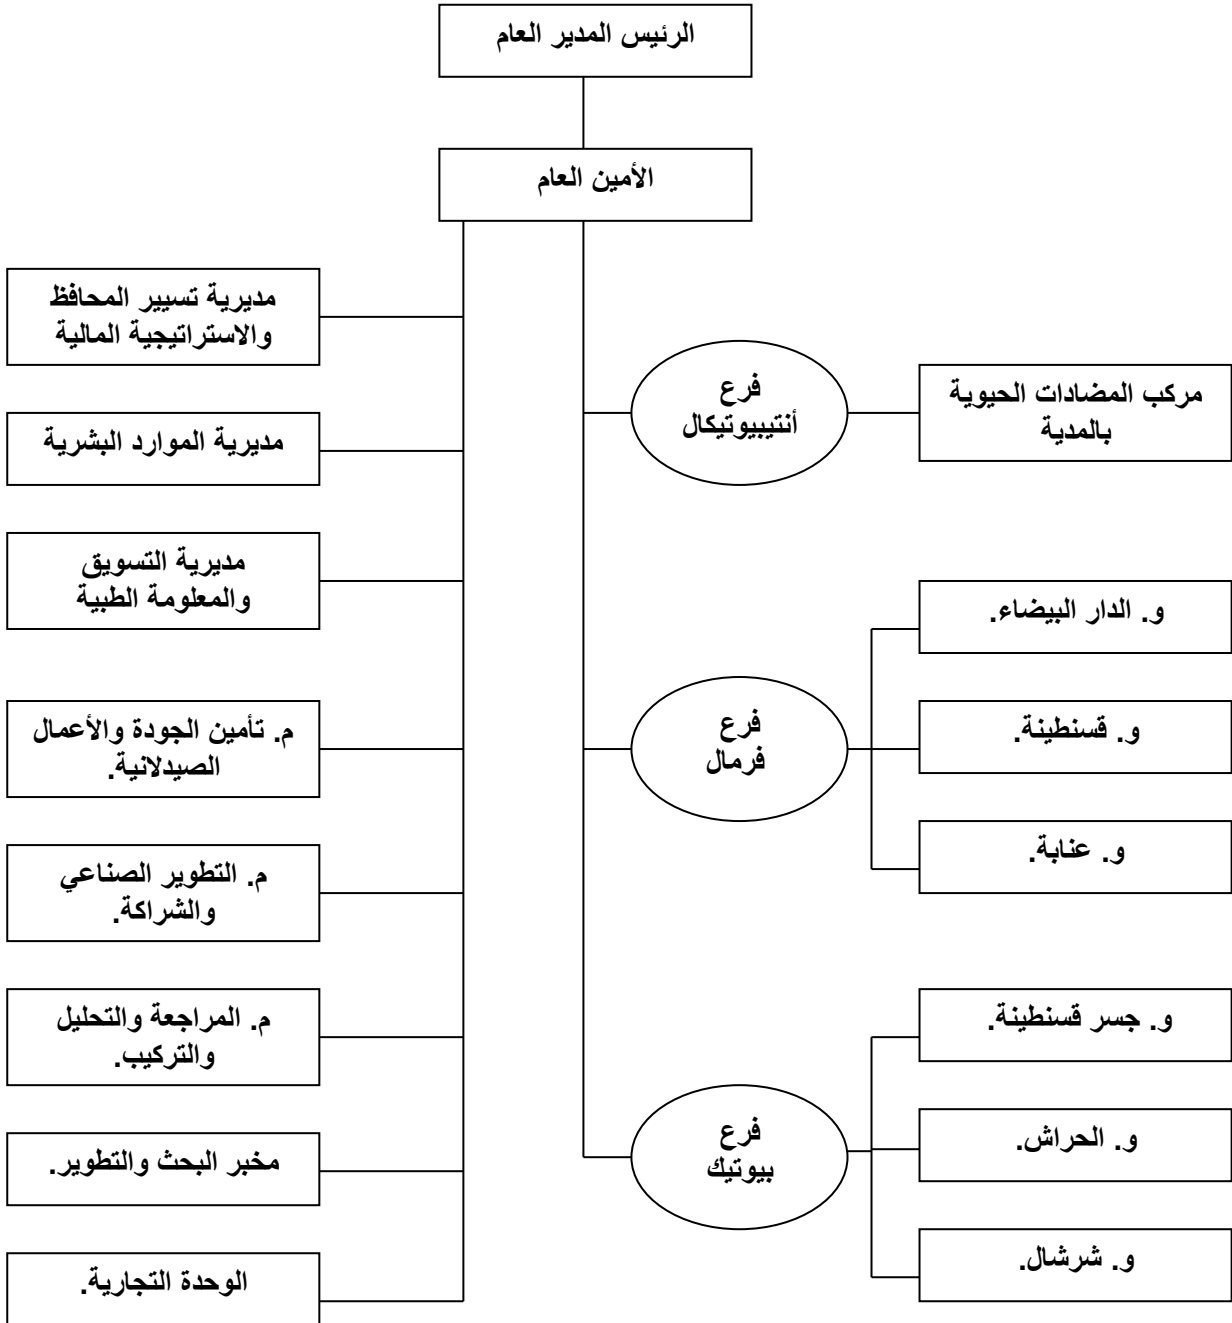 الرئيس المدير العام
الأمين العام
مديرية تسيير المحافظ
والاستراتيجية المالية
مديرية الموارد البشرية
مديرية التسويق
والمعلومة الطبية
م. تأمين الجودة والأعمال
الصيدلانية.
م. التطوير الصناعي
والشراكة.
م. المراجعة والتحليل
والتركيب.
مخبر البحث والتطوير.
الوحدة التجارية.
فرع
أنتيبيوتيكال
مركب المضادات الحيوية
بالمدية
فرع
فرمال
و. الدار البيضاء.
و. قسنطينة.
و. عنابة.
فرع
بيوتيك
و. جسر قسنطينة.
و. الحراش.
و. شرشال.